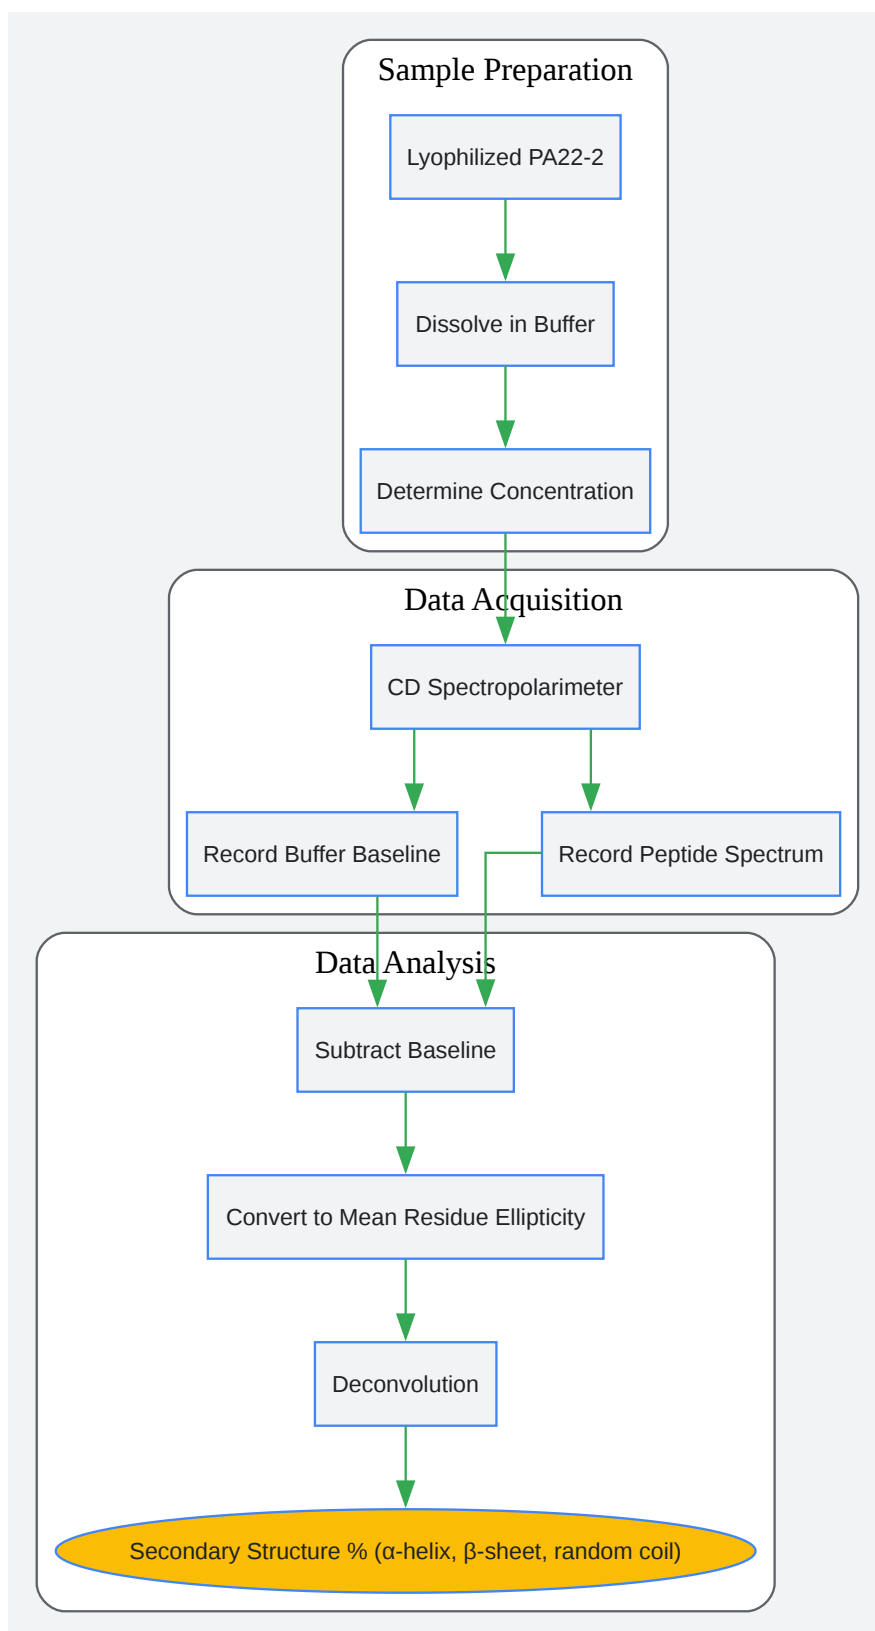 Sample Preparation
Lyophilized PA22-2
Dissolve in Buffer
Determine Concentration
Data Acquisition
CD Spectropolarimeter
Record Buffer Baseline
Record Peptide Spectrum
Data Analysis
Subtract Baseline
Convert to Mean Residue Ellipticity
Deconvolution
Secondary Structure % (α-helix, β-sheet, random coil)